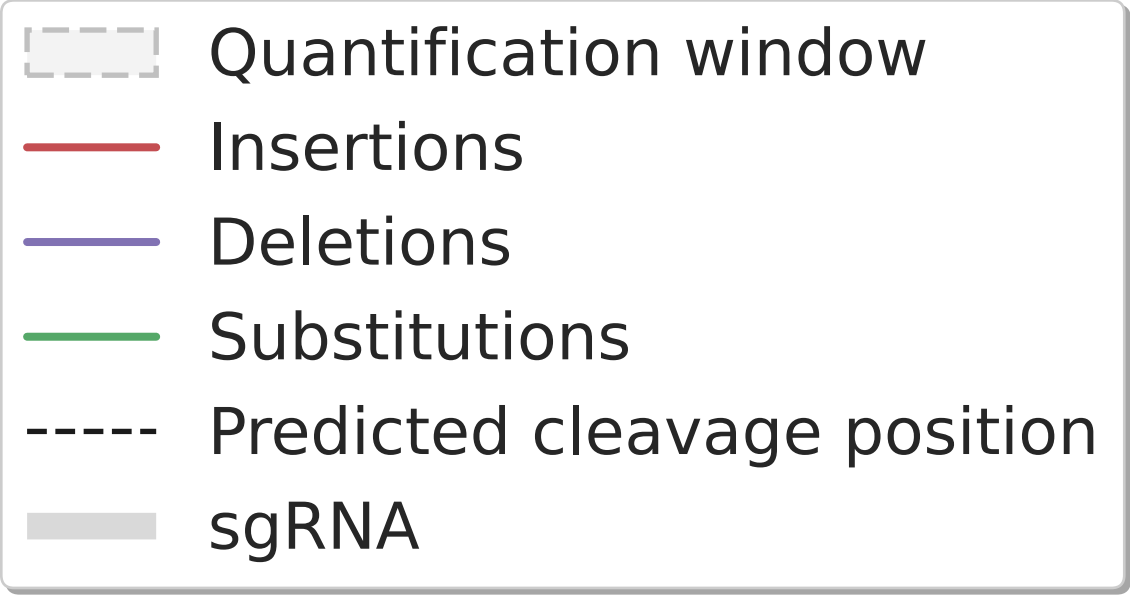 Quantification window
Insertions
Deletions
Substitutions
Predicted cleavage position
sgRNA